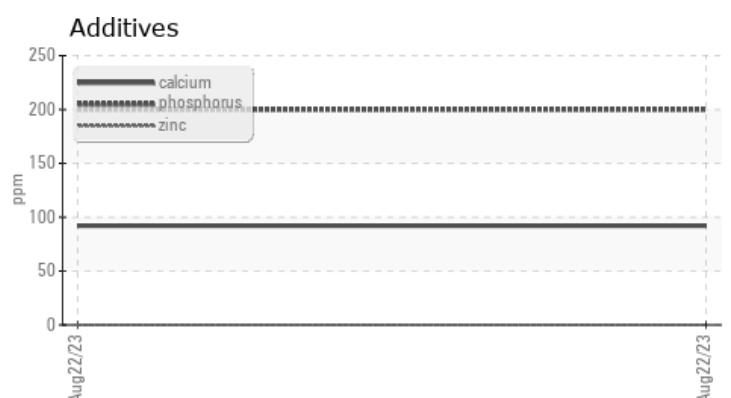 Additives
250
200
150
100
50
0
ppm
calcium
phosphorus
zinc
Aug22/23
Aug22/23